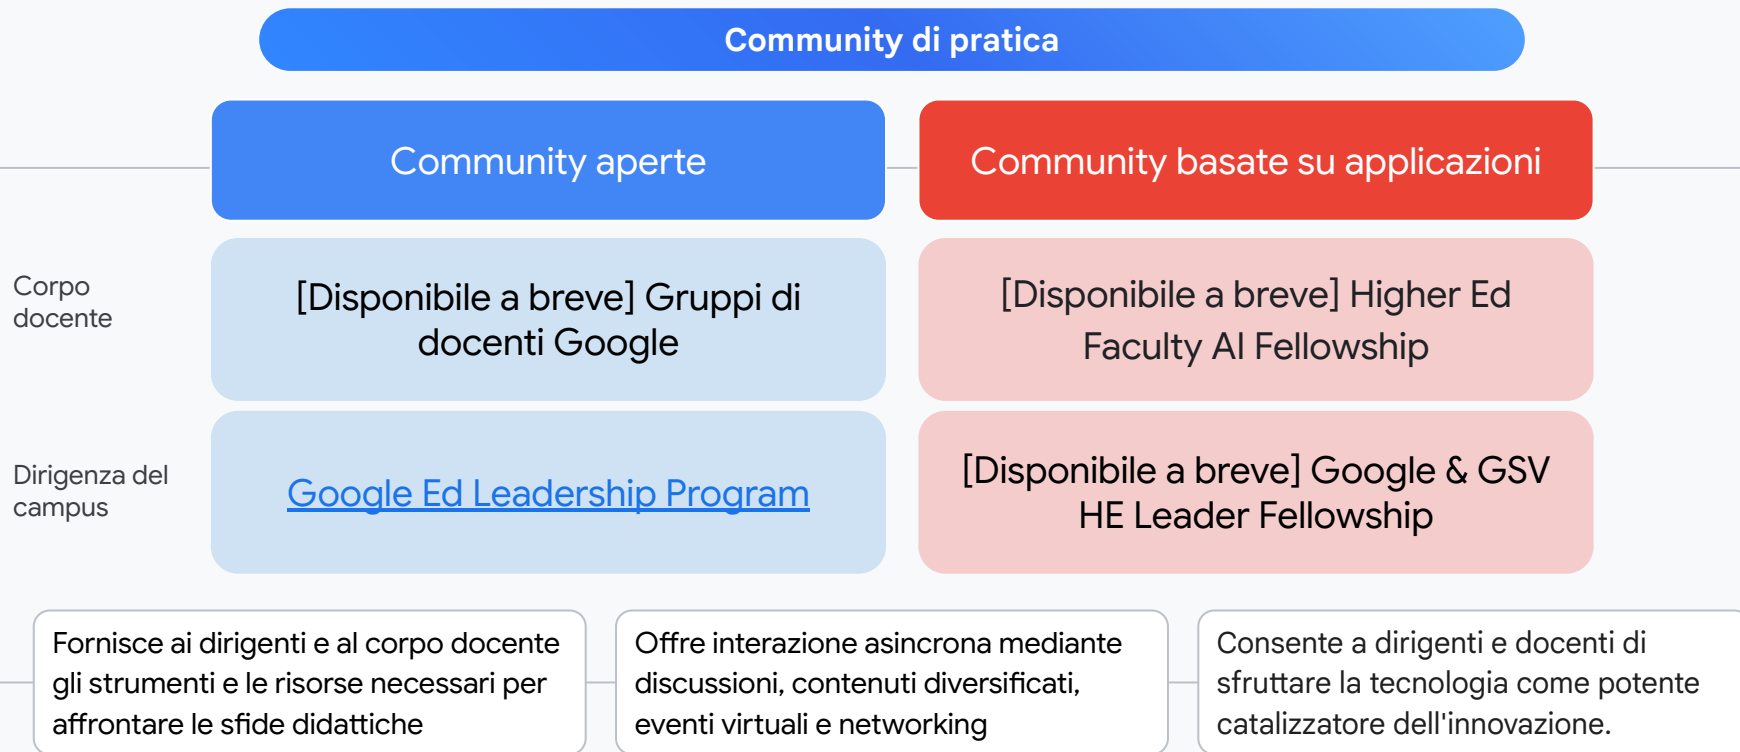 Community di pratica
Community aperte
Community basate su applicazioni
Corpo
docente
[Disponibile a breve] Gruppi di
docenti Google
[Disponibile a breve] Higher Ed
Faculty AI Fellowship
Dirigenza del
campus
Google Ed Leadership Program
[Disponibile a breve] Google & GSV
HE Leader Fellowship
Fornisce ai dirigenti e al corpo docente
gli strumenti e le risorse necessari per
affrontare le sfide didattiche
Offre interazione asincrona mediante
discussioni, contenuti diversificati,
eventi virtuali e networking
Consente a dirigenti e docenti di
sfruttare la tecnologia come potente
catalizzatore dell'innovazione.